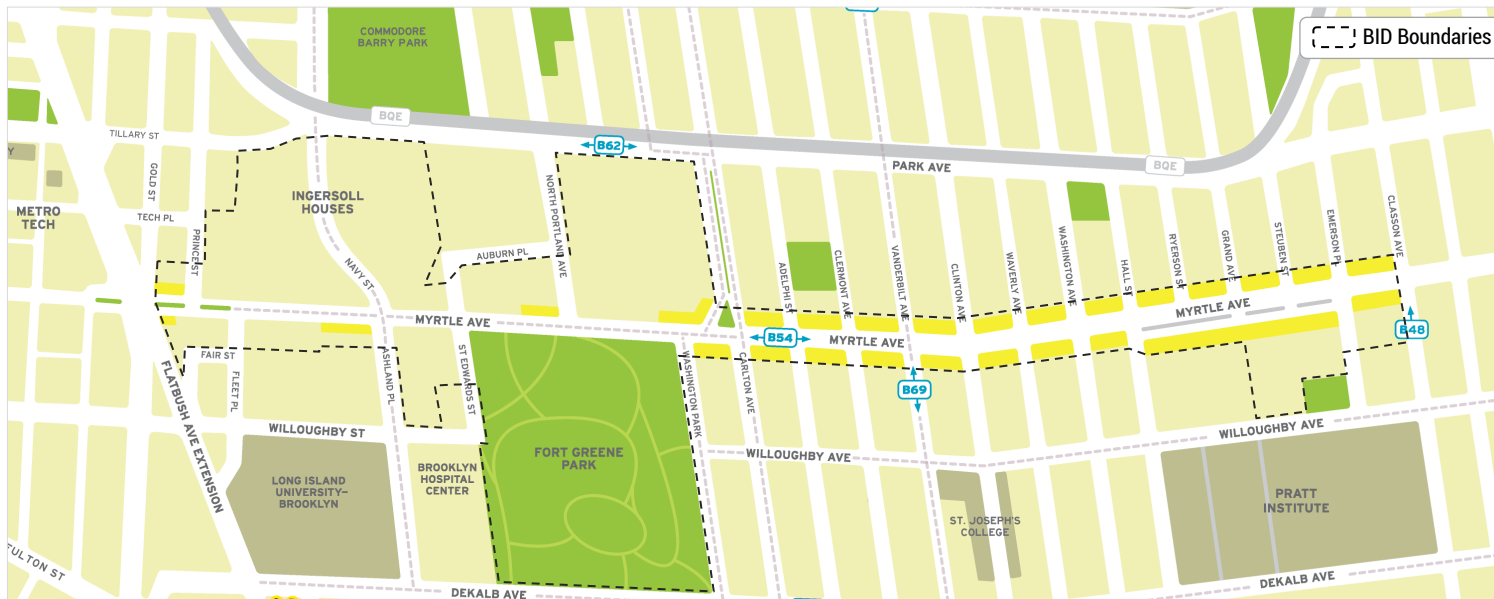 COMMODORE
BARRY PARK
BID Boundaries
BQE
TILLARY ST
B62
PARK AVE
BQE
Y
GOLD ST
METRO
TECH
TECH PL
PRINCE ST
INGERSOLL
HOUSES
NAVY ST
AUBURN PL
NORTH PORTLAND AVE
ADELPHI ST
CLERMONT AVE
VANDERBILT AVE
CLINTON AVE
WAVERLY AVE
WASHINGTON AVE
HALL ST
RYERSON ST
GRAND AVE
STEUBEN ST
EMERSON PL
CLASSON AVE
MYRTLE AVE
MYRTLE AVE
MYRTLE AVE
B54
B48
B69
FAIR ST
FLEET PL
FLATBUSH AVE EXTENSION
ASHLAND PL
ST EDWARDS ST
WASHINGTON PARK
CARLTON AVE
WILLOUGHBY ST
WILLOUGHBY AVE
WILLOUGHBY AVE
LONG ISLAND
UNIVERSITY–
BROOKLYN
BROOKLYN
HOSPITAL
CENTER
FORT GREENE
PARK
ST. JOSEPH'S
COLLEGE
PRATT
INSTITUTE
FULTON ST
DEKALB AVE
DEKALB AVE